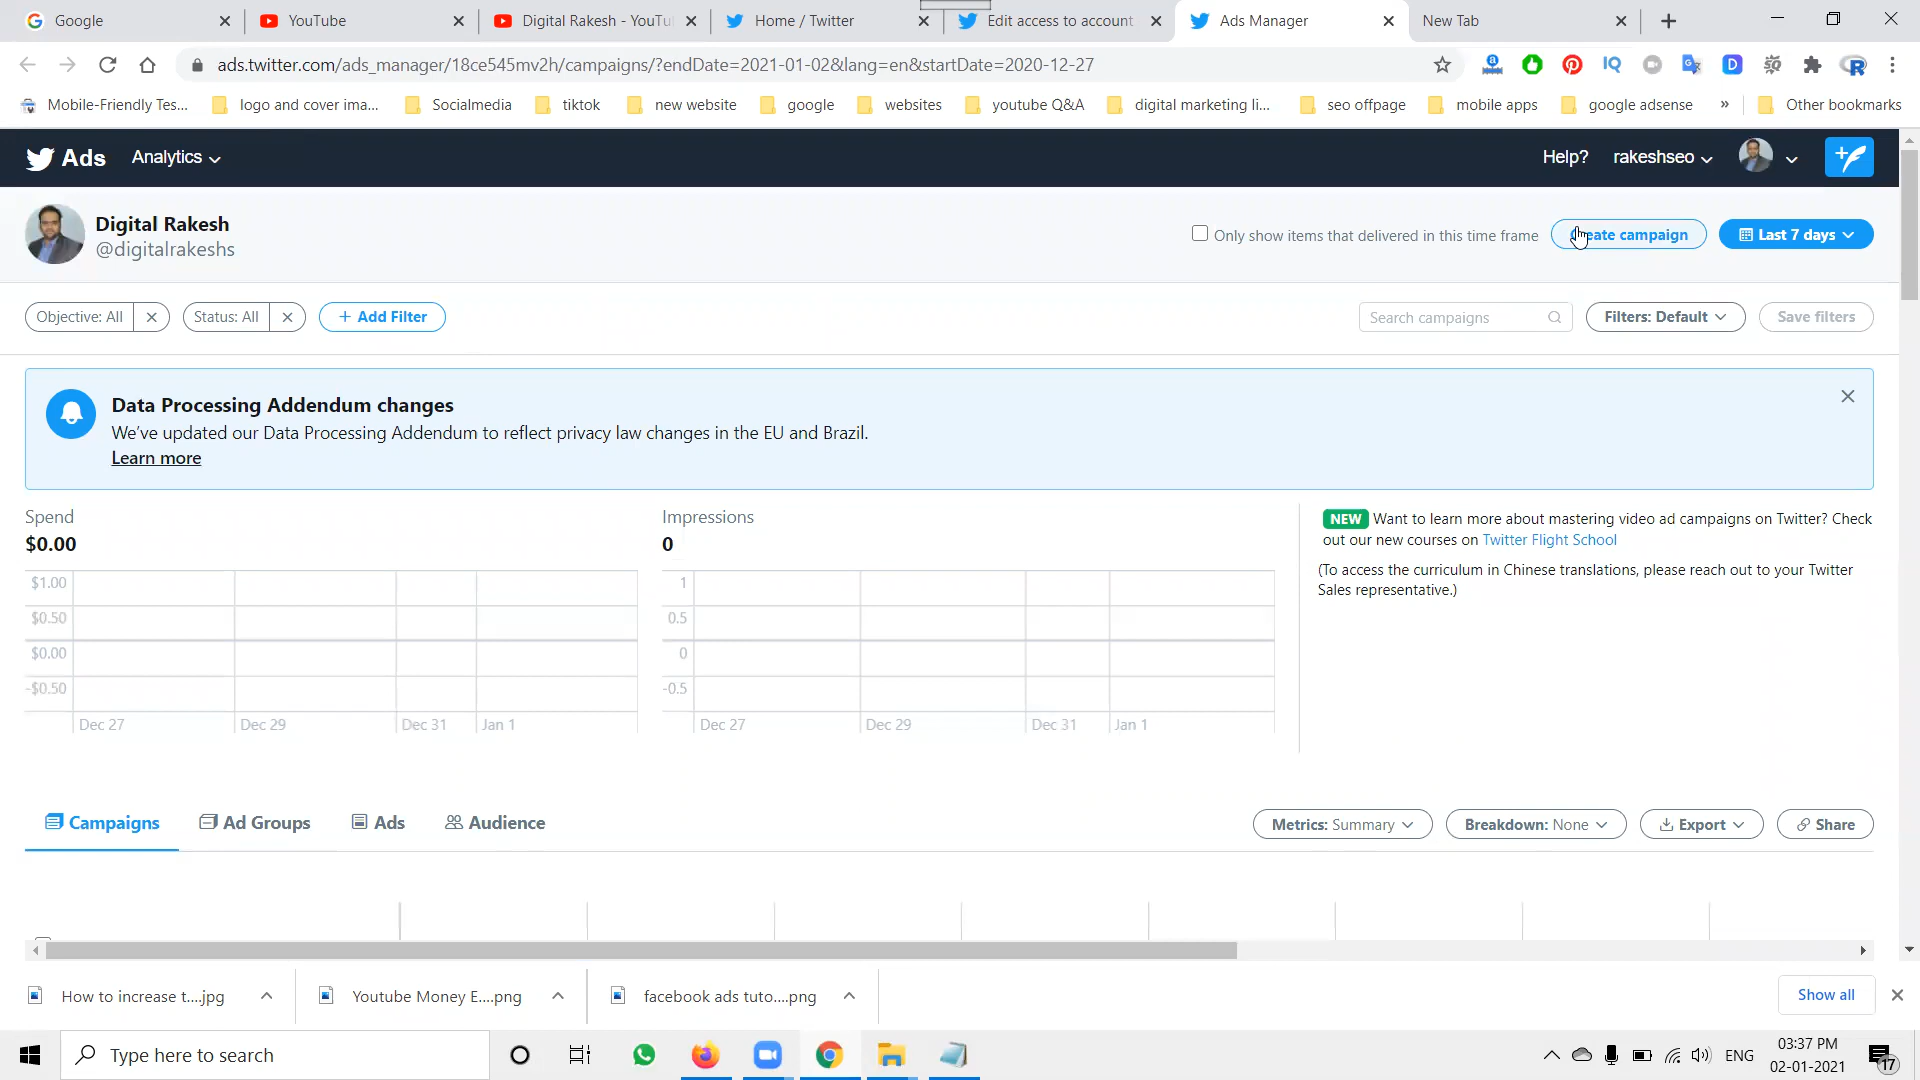 Google
YouTube
Digital Rakesh - YouTu
Home / Twitter
Edit access to account
Ads Manager
New Tab
ads.twitter.com/ads_manager/18ce545mv2h/campaigns/?endDate=2021-01-02&lang=en&startDate=2020-12-27
Mobile-Friendly Tes...
logo and cover ima...
Socialmedia
tiktok
new website
google
websites
youtube Q&A
digital marketing li...
seo offpage
mobile apps
google adsense
»
Other bookmarks
Ads
Analytics
Help?
rakeshseo
Digital Rakesh
@digitalrakeshs
Only show items that delivered in this time frame
eate campaign
Last 7 days
Objective: All
Status: All
+ Add Filter
Search campaigns
Filters: Default
Save filters
Data Processing Addendum changes
We've updated our Data Processing Addendum to reflect privacy law changes in the EU and Brazil.
Learn more
Spend
$0.00
$1.00
$0.50
$0.00
-$0.50
Dec 27
Dec 29
Dec 31
Jan 1
Impressions
0
1
0.5
0
-0.5
Dec 27
Dec 29
Dec 31
Jan 1
NEW Want to learn more about mastering video ad campaigns on Twitter? Check
out our new courses on Twitter Flight School
(To access the curriculum in Chinese translations, please reach out to your Twitter
Sales representative.)
Campaigns
Ad Groups
Ads
Audience
Metrics: Summary
Breakdown: None
Export
Share
How to increase t....jpg
Youtube Money E....png
facebook ads tuto....png
Show all
Type here to search
ENG
03:37 PM
02-01-2021
17